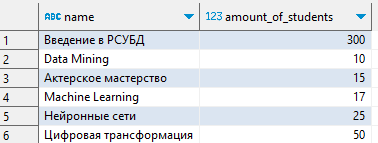 ABC name 123 amount_of_students
1 Введение в РСУБД 300
2 Data Mining 10
3 Актерское мастерство 15
4 Machine Learning 17
5 Нейронные сети 25
6 Цифровая трансформация 50